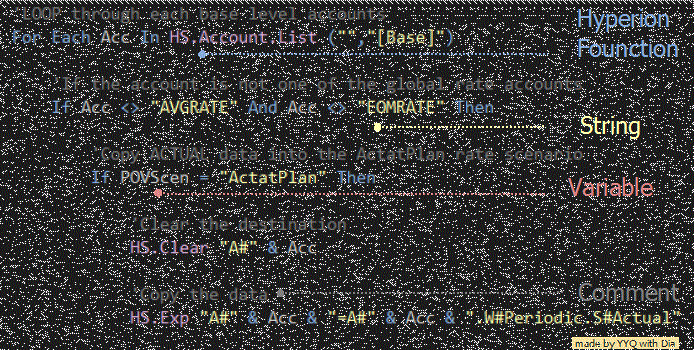 'LOOP through each base level accounts
For Each Acc In HS.Account.List ("","[Base]")
'If the account is not one of the global rate accounts
If Acc <> "AVGRATE" And Acc <> "EOMRATE" Then
'Copy ACTUAL data into the ActatPlan rate scenario
If POVScen = "ActatPlan" Then
'Clear the destination
HS.Clear "A#" & Acc
'Copy the data
HS.Exp "A#" & Acc & "=A#" & Acc & ".W#Periodic.S#Actual"
Hyperion
Founction
String
Variable
Comment
made by YYQ with Dia